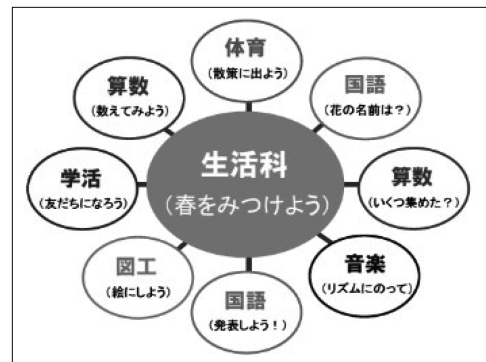 体育
(散策に出よう)
算数
(数えてみよう)
国語
(花の名前は?)
生活科
(春をみつけよう)
学活
(友だちになろう)
算数
(いくつ集めた?)
図工
(絵にしよう)
音楽
(リズムにのって)
国語
(発表しよう!)